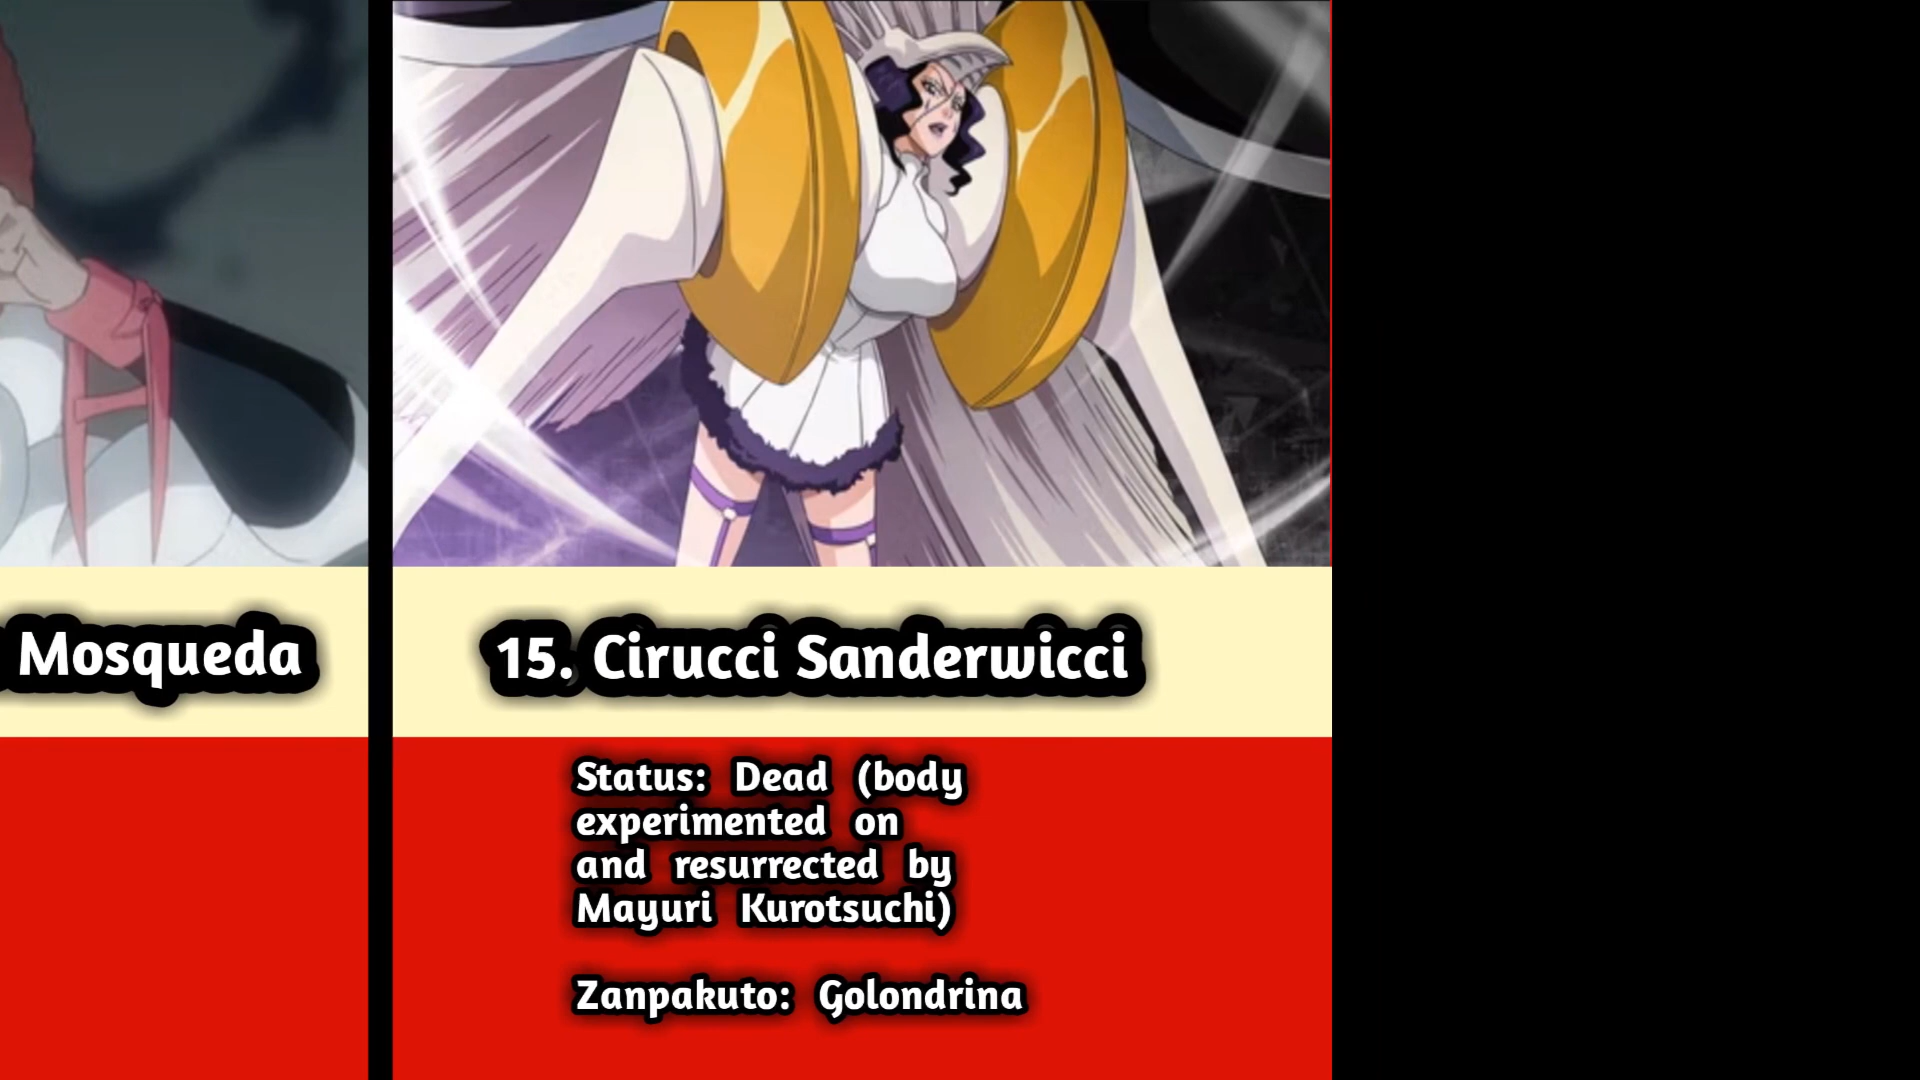 Mosqueda
15. Cirucci Sanderwicci
Status: Dead (body
experimented on
and resurrected by
Mayuri Kurotsuchi)
Zanpakuto: Golondrina